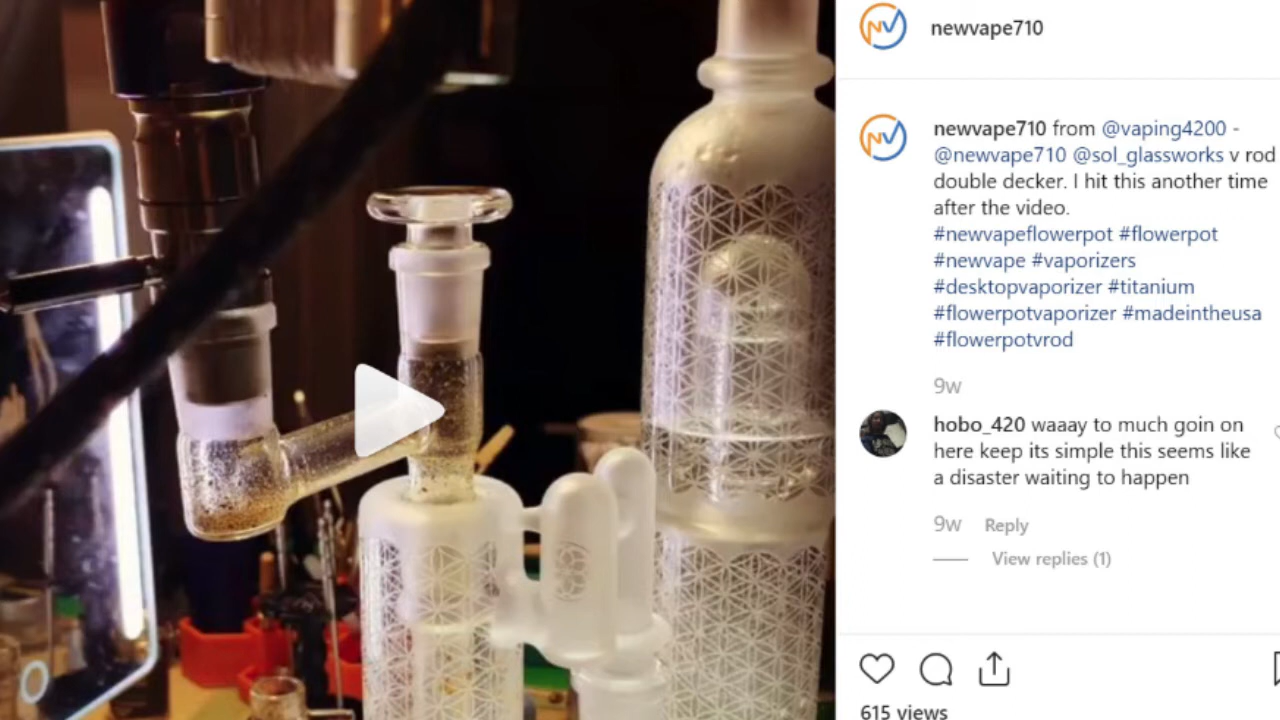 NV
newvape710
NV
newvape710 from @vaping4200 -
@newvape710 @sol_glassworks v rod
double decker. I hit this another time
after the video.
#newvapeflowerpot #flowerpot
#newvape #vaporizers
#desktopvaporizer #titanium
#flowerpotvaporizer #madeintheusa
#flowerpotvrod
9w
hobo_420 waaay to much goin on
here keep its simple this seems like
a disaster waiting to happen
9w Reply
View replies (1)
615 views